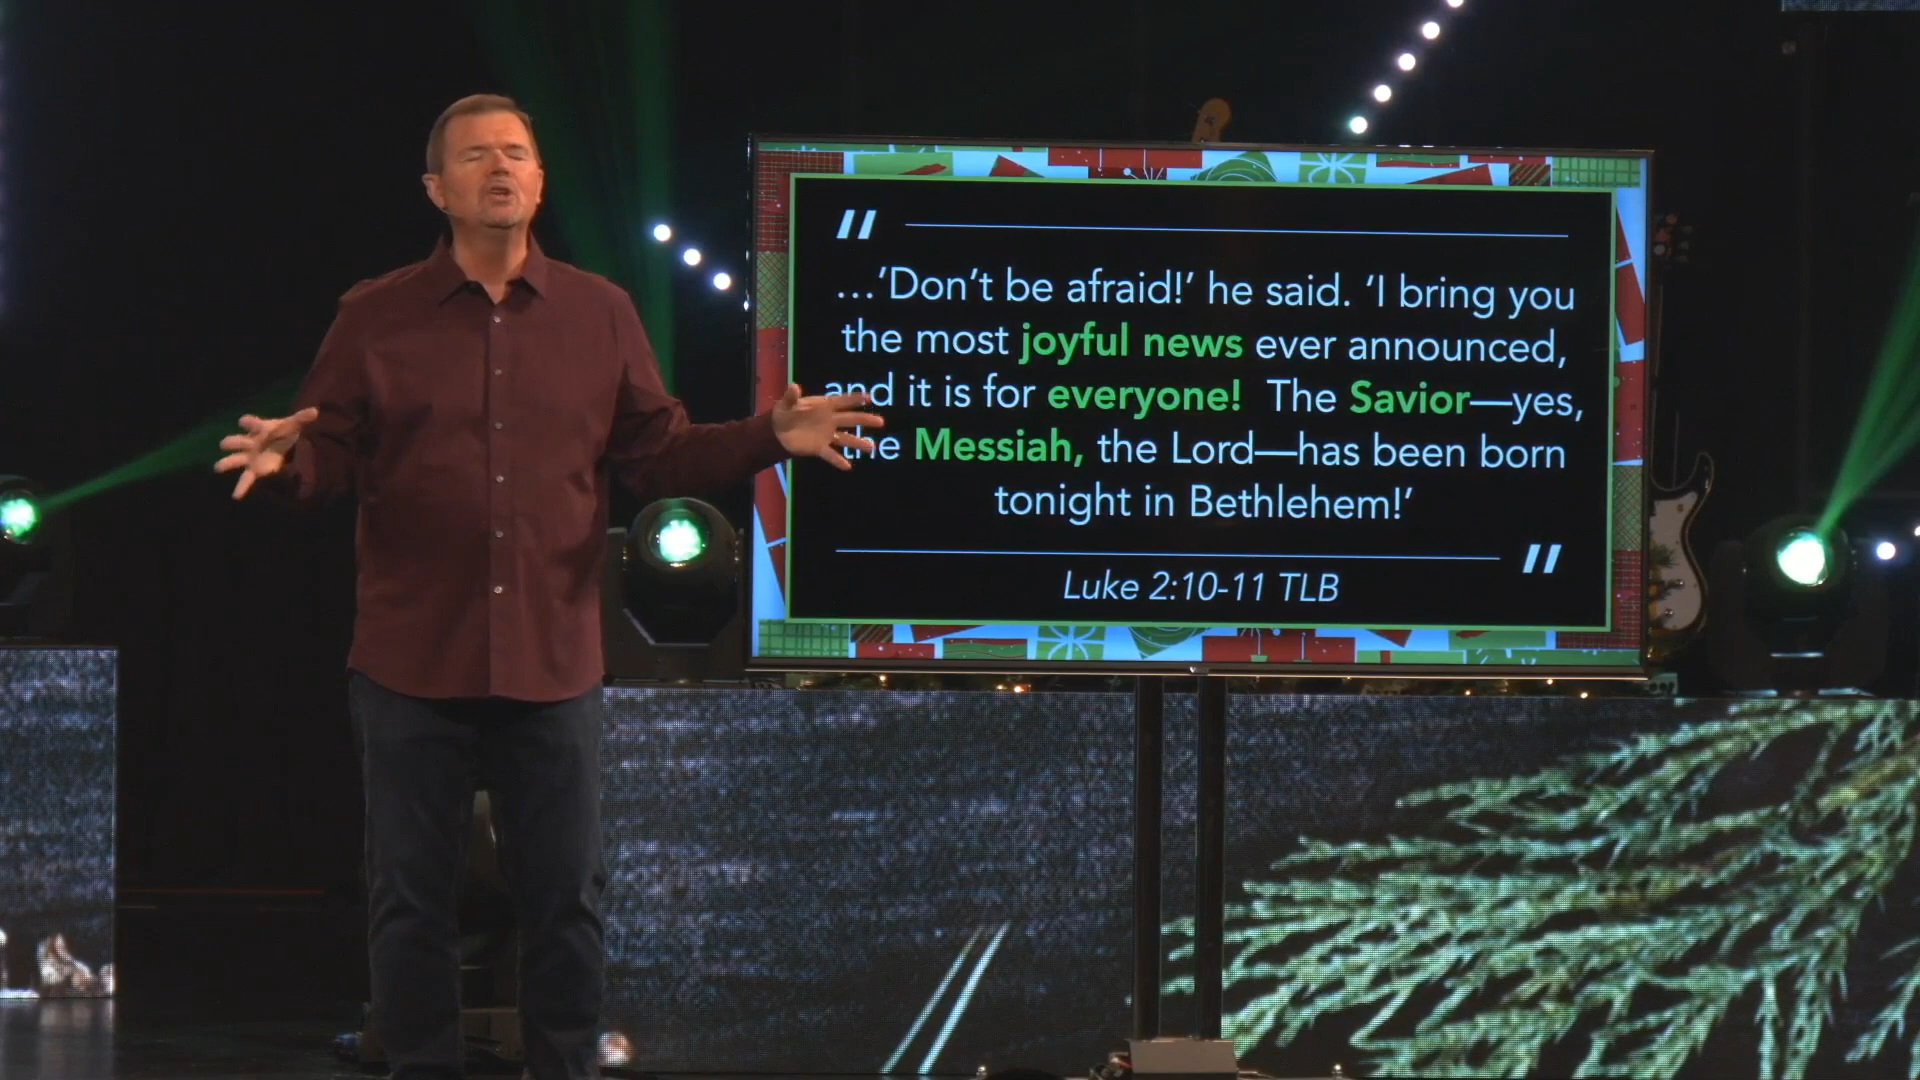 "
…'Don't be afraid!' he said. 'I bring you
the most joyful news ever announced,
and it is for everyone! The Savior—yes,
the Messiah, the Lord—has been born
tonight in Bethlehem!'
"
Luke 2:10-11 TLB